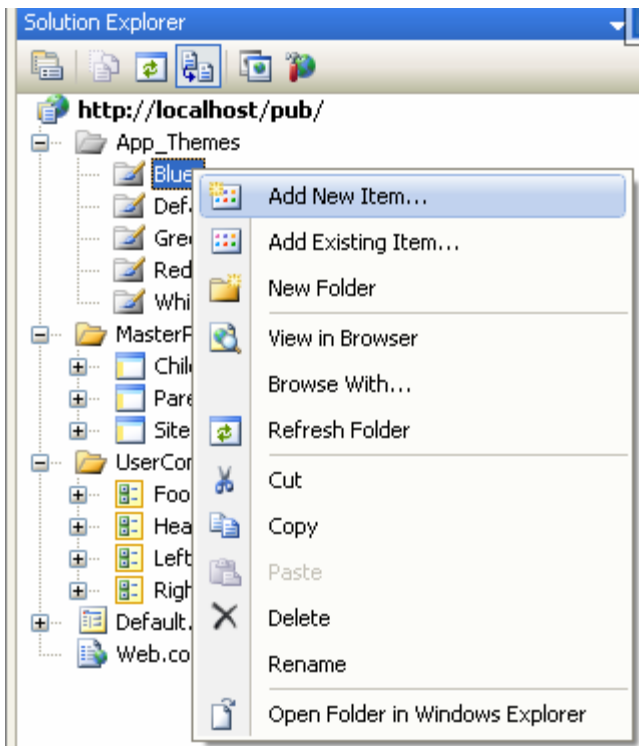 Solution Explorer
http://localhost/pub/
App_Themes
Blue
Add New Item...
Def
Add Existing Item...
Gre
Red
New Folder
Whi
MasterP
View in Browser
Chil
Browse With...
Pare
Site
Refresh Folder
UserCor
Cut
Foo
Hea
Copy
Left
Paste
Righ
Default.
Delete
Web.co
Rename
Open Folder in Windows Explorer